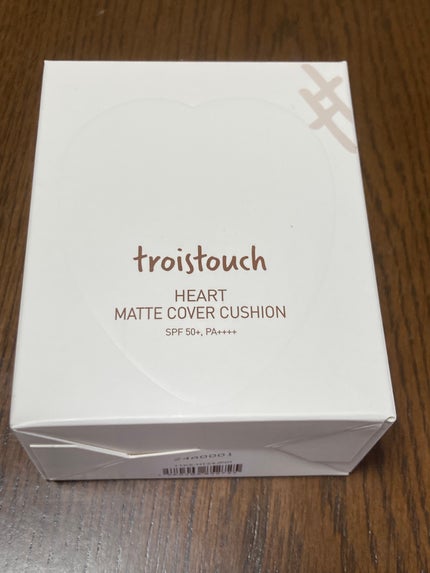 troistouch
HEART
MATTE COVER CUSHION
SPF 50+, PA++++